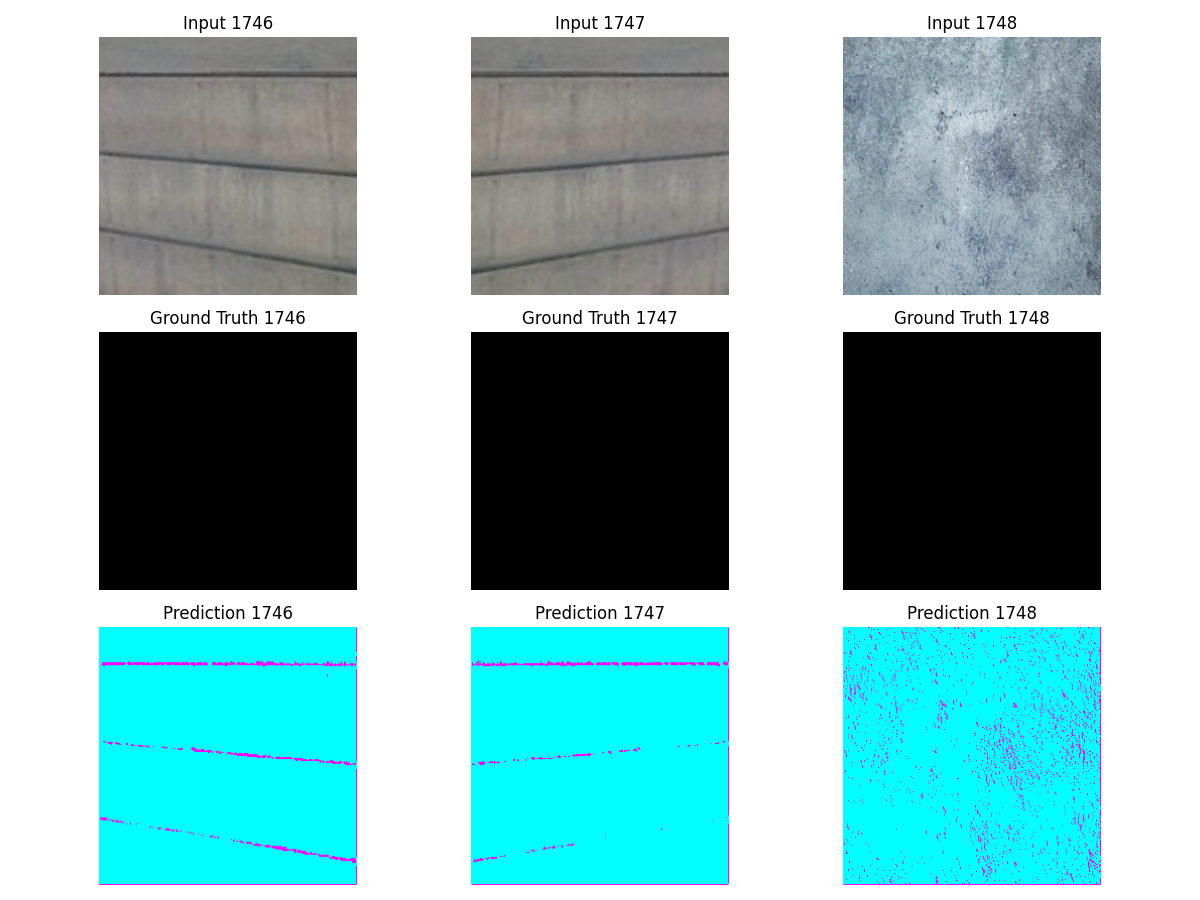 Input 1746
Input 1747
Input 1748
Ground Truth 1746
Ground Truth 1747
Ground Truth 1748
Prediction 1746
Prediction 1747
Prediction 1748